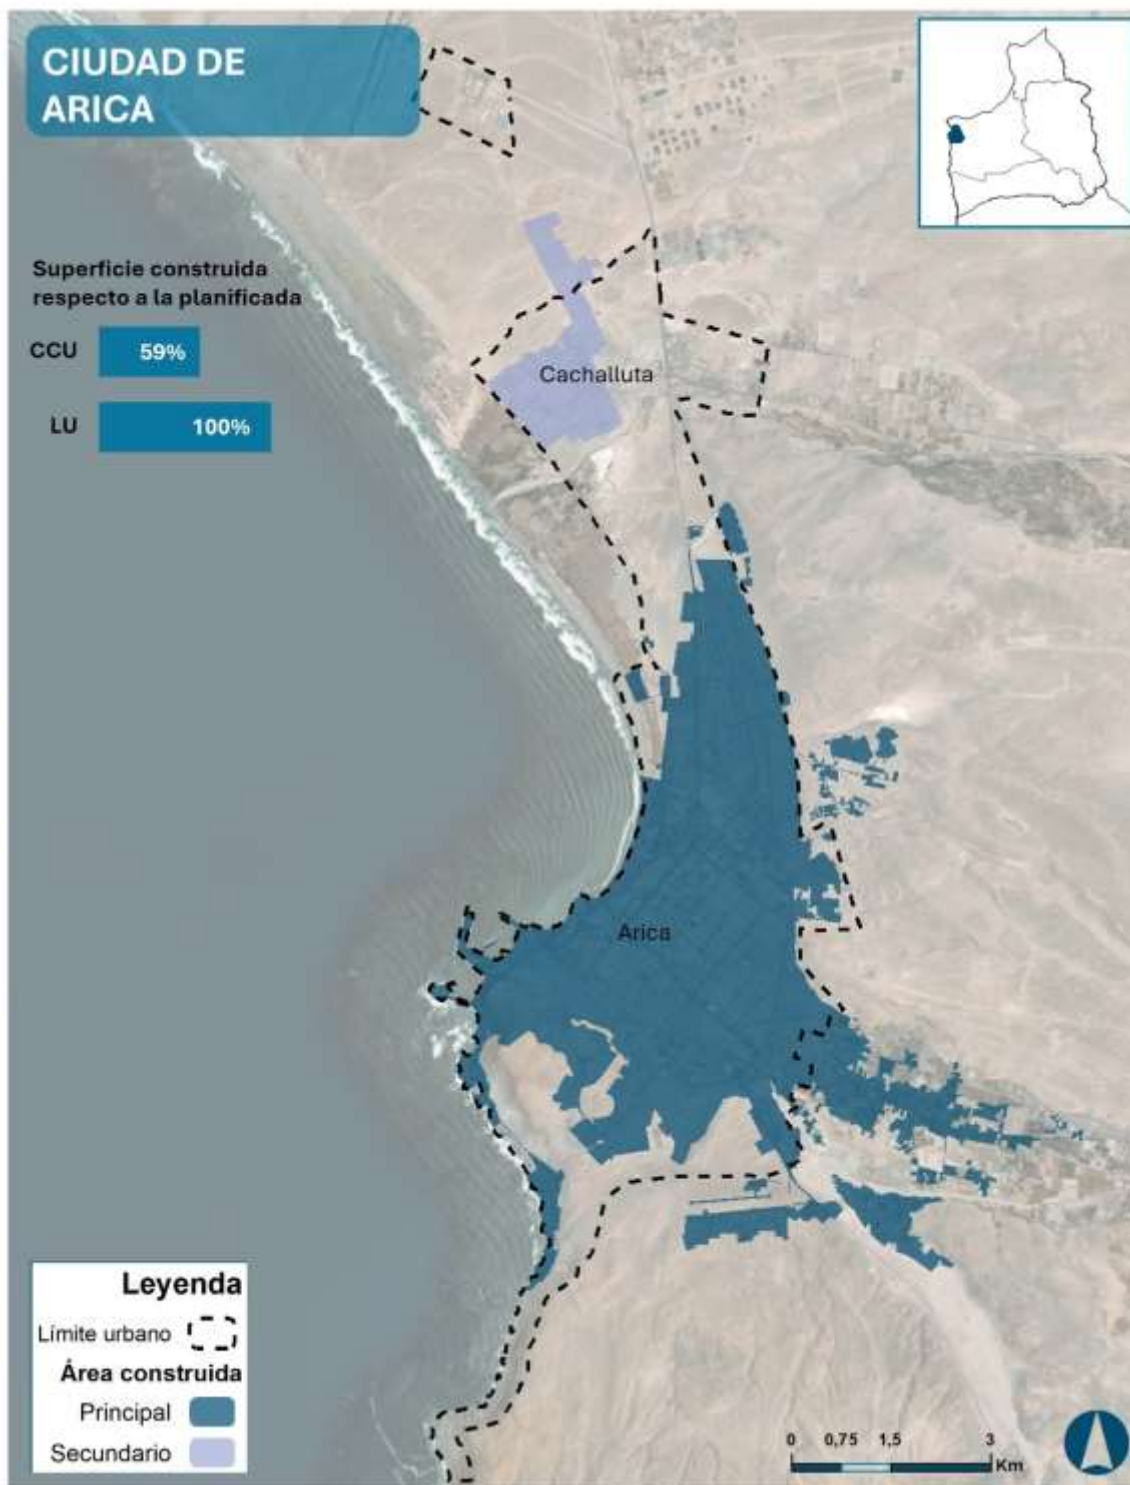 CIUDAD DE
ARICA
Superficie construida
respecto a la planificada
CCU 59%
LU 100%
Cachalluta
Arica
Leyenda
Límite urbano
Área construida
Principal
Secundario
0 0,75 1,5 3
Km